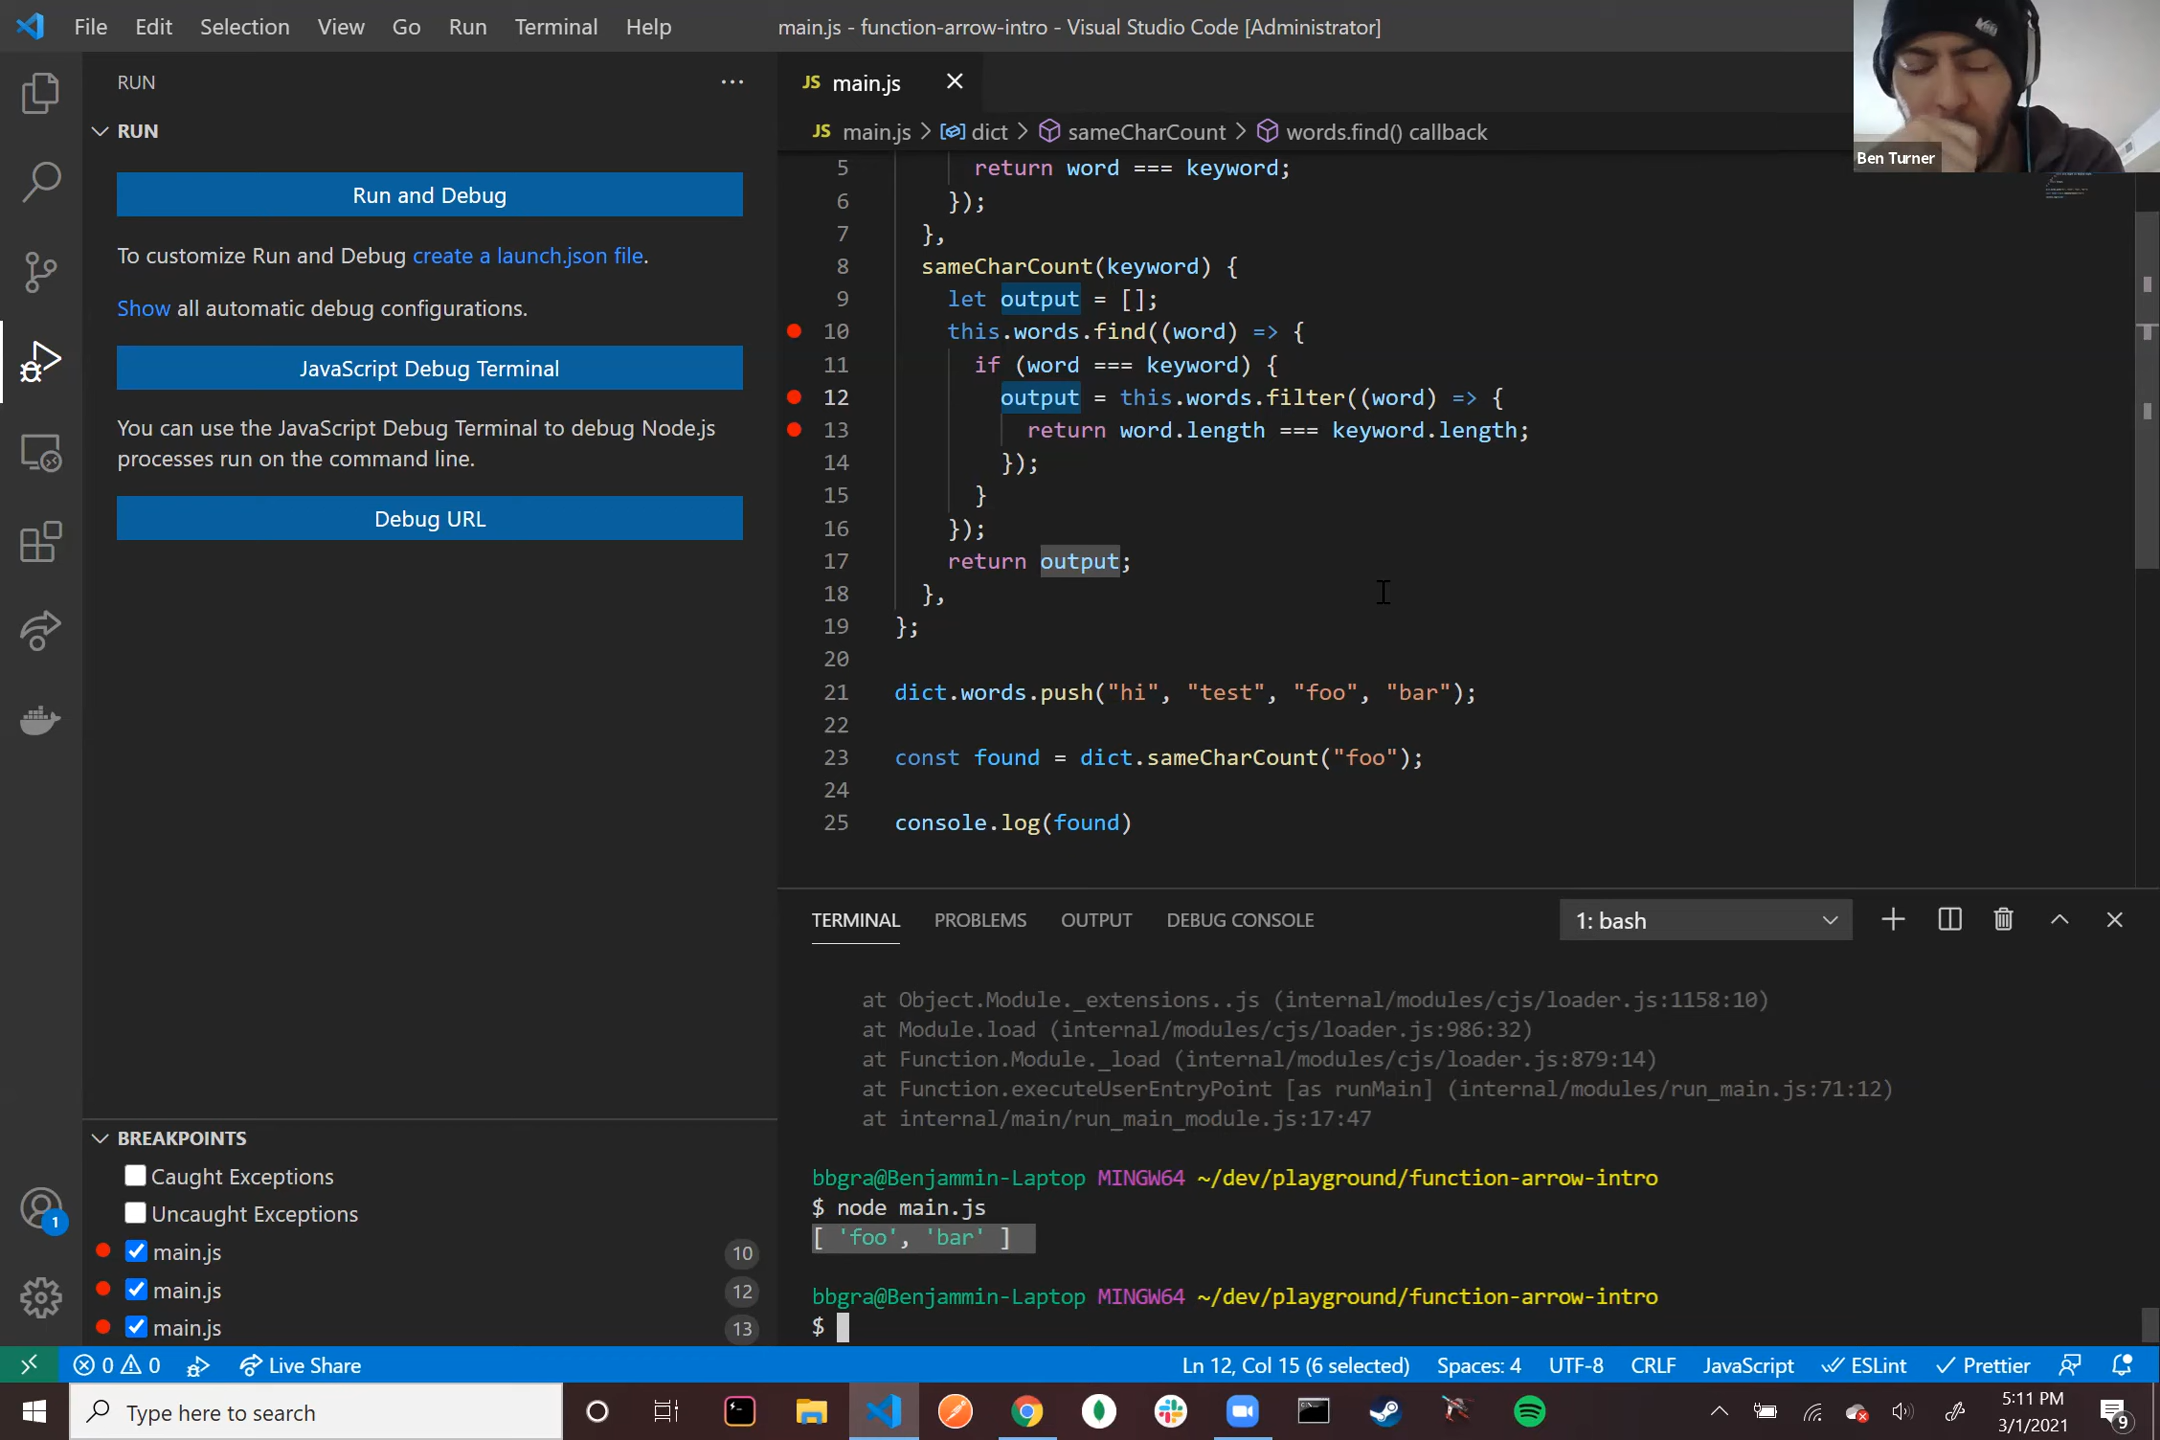 File Edit Selection View Go Run Terminal Help
main.js - function-arrow-intro - Visual Studio Code [Administrator]
RUN
RUN
Run and Debug
To customize Run and Debug create a launch.json file.
Show all automatic debug configurations.
JavaScript Debug Terminal
You can use the JavaScript Debug Terminal to debug Node.js
processes run on the command line.
Debug URL
BREAKPOINTS
Caught Exceptions
Uncaught Exceptions
main.js 10
main.js 12
main.js 13
JS main.js
JS main.js > dict > sameCharCount > words.find() callback
Ben Turner
5 return word === keyword;
6 });
7 },
8 sameCharCount(keyword) {
9 let output = [];
10 this.words.find((word) => {
11 if (word === keyword) {
12 output = this.words.filter((word) => {
13 return word.length === keyword.length;
14 });
15 }
16 });
17 return output;
18 },
19 };
20
21 dict.words.push("hi", "test", "foo", "bar");
22
23 const found = dict.sameCharCount("foo");
24
25 console.log(found)
TERMINAL PROBLEMS OUTPUT DEBUG CONSOLE 1: bash
at Object.Module._extensions..js (internal/modules/cjs/loader.js:1158:10)
at Module.load (internal/modules/cjs/loader.js:986:32)
at Function.Module._load (internal/modules/cjs/loader.js:879:14)
at Function.executeUserEntryPoint [as runMain] (internal/modules/run_main.js:71:12)
at internal/main/run_main_module.js:17:47
bbgra@Benjammin-Laptop MINGW64 ~/dev/playground/function-arrow-intro
$ node main.js
[ 'foo', 'bar' ]
bbgra@Benjammin-Laptop MINGW64 ~/dev/playground/function-arrow-intro
$
1
0 0 Live Share Ln 12, Col 15 (6 selected) Spaces: 4 UTF-8 CRLF JavaScript ESLint Prettier
Type here to search
5:11 PM
3/1/2021
9